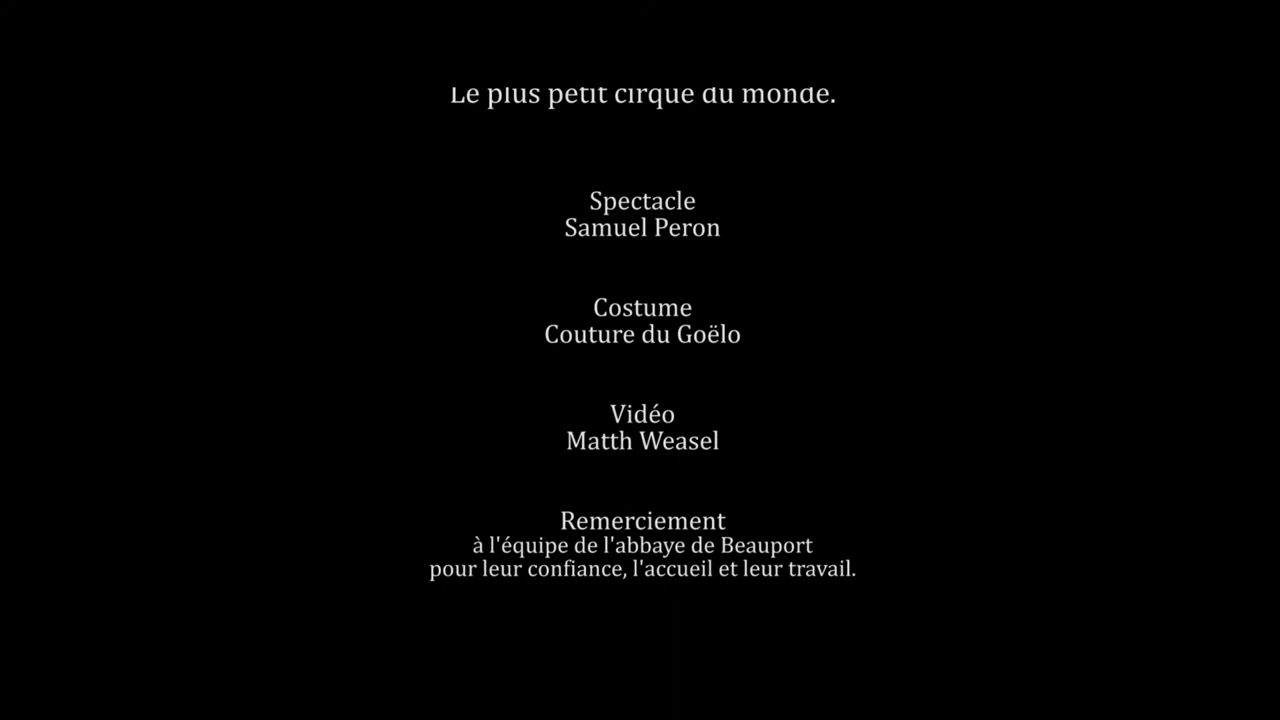 Le plus petit cirque du monde.
Spectacle
Samuel Peron
Costume
Couture du Goëlo
Vidéo
Matth Weasel
Remerciement
à l'équipe de l'abbaye de Beauport
pour leur confiance, l'accueil et leur travail.